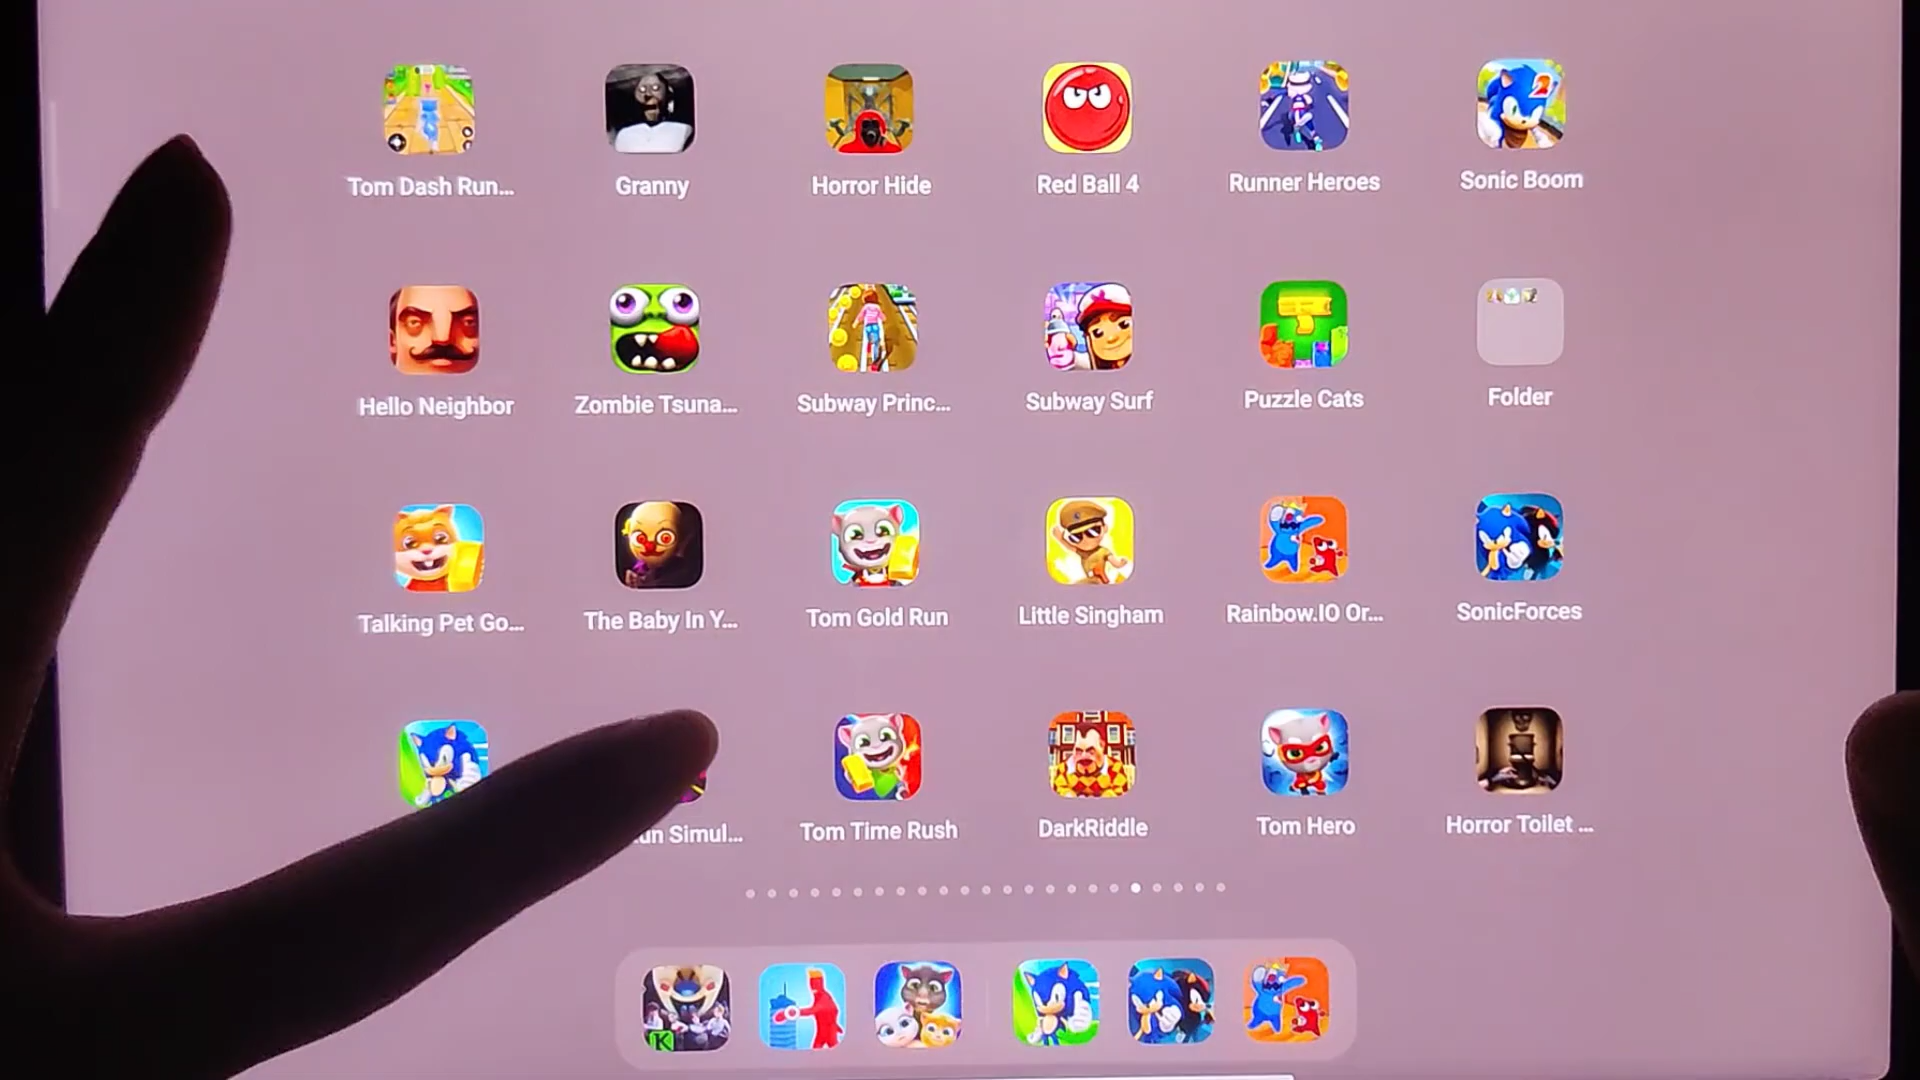 Tom Dash Run...
Granny
Horror Hide
Red Ball 4
Runner Heroes
Sonic Boom
Hello Neighbor
Zombie Tsuna...
Subway Princ...
Subway Surf
Puzzle Cats
Folder
Talking Pet Go...
The Baby In Y...
Tom Gold Run
Little Singham
Rainbow.IO Or...
SonicForces
Simul...
Tom Time Rush
DarkRiddle
Tom Hero
Horror Toilet ...
K